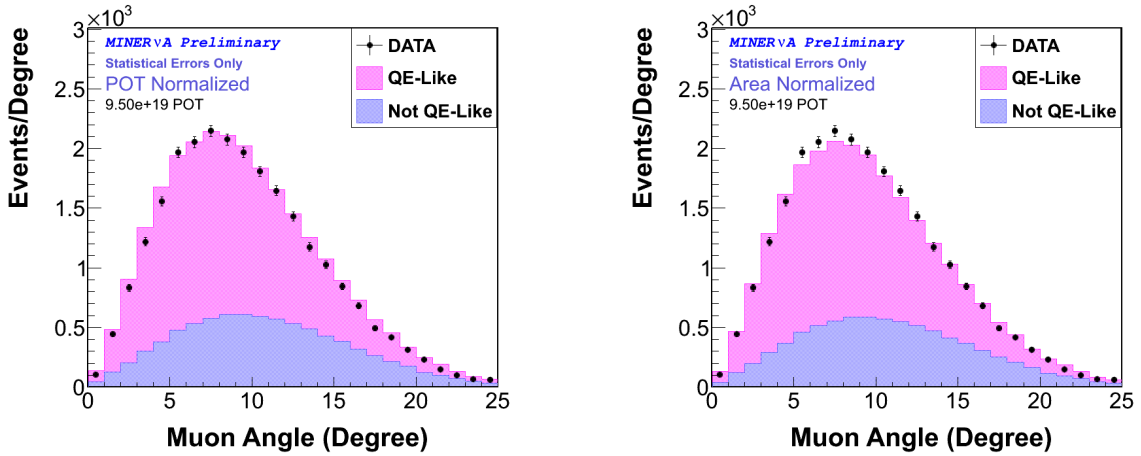 ×10³
3
2.5
2
1.5
1
0.5
0
Events/Degree
MINERνA Preliminary
Statistical Errors Only
POT Normalized
9.50e+19 POT
DATA
QE-Like
Not QE-Like
0 5 10 15 20 25
Muon Angle (Degree)
×10³
3
2.5
2
1.5
1
0.5
0
Events/Degree
MINERνA Preliminary
Statistical Errors Only
Area Normalized
9.50e+19 POT
DATA
QE-Like
Not QE-Like
0 5 10 15 20 25
Muon Angle (Degree)